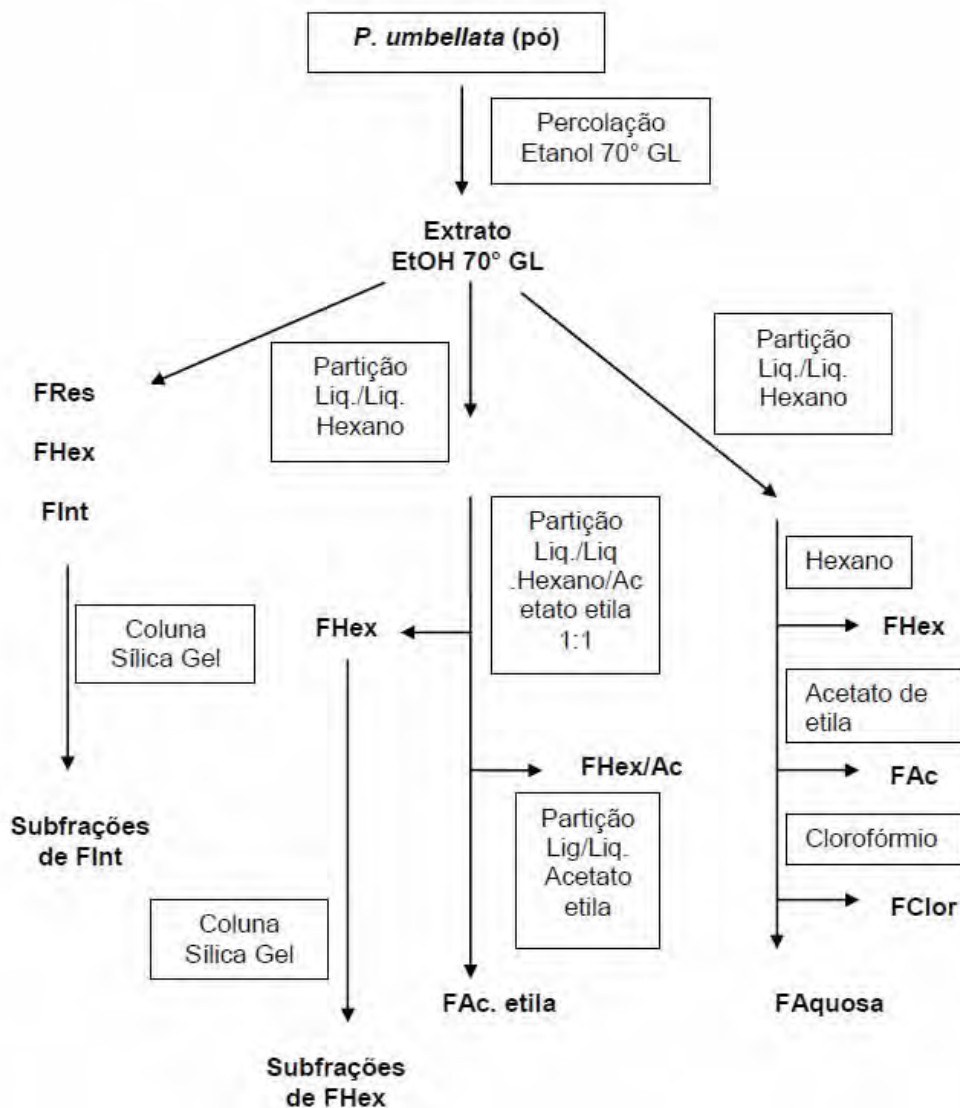 P. umbellata (pó)
Percolação
Etanol 70° GL
Extrato
EtOH 70° GL
Partição
Liq./Liq.
Hexano
Partição
Liq./Liq.
Hexano
FRes
FHex
FInt
Partição
Liq./Liq
.Hexano/Ac
etato etila
1:1
Hexano
Coluna
Sílica Gel
FHex
FHex
Acetato de
etila
FHex/Ac
FAc
Subfrações
de FInt
Partição
Lig/Liq.
Acetato
etila
Clorofórmio
FClor
Coluna
Sílica Gel
FAc. etila
FAquosa
Subfrações
de FHex